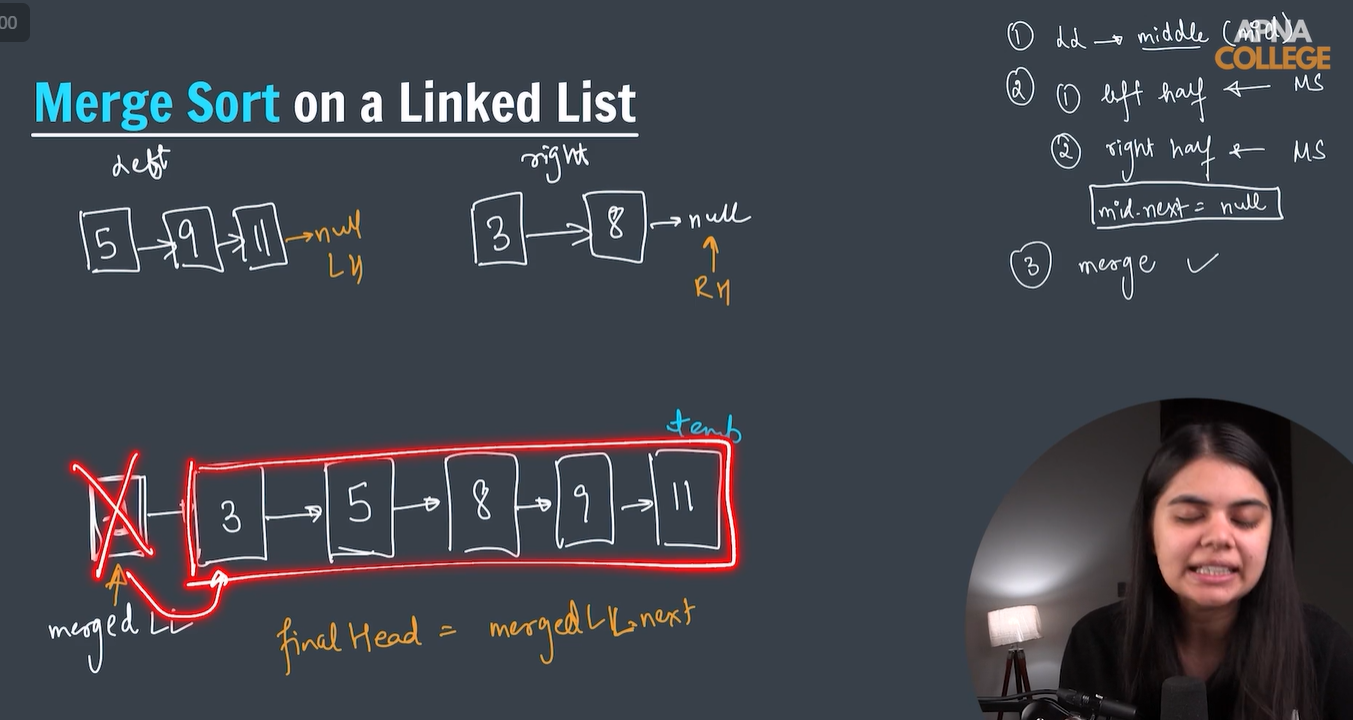 00
APNA
COLLEGE
① LL → middle (mid)
② ① left half ← MS
② right half ← MS
mid.next = null
③ merge ✓
Merge Sort on a Linked List
Left
right
5 → 9 → 11 → null
LH
3 → 8 → null
RH
temp
3 → 5 → 8 → 9 → 11
merged LL
final Head = mergedLL.next